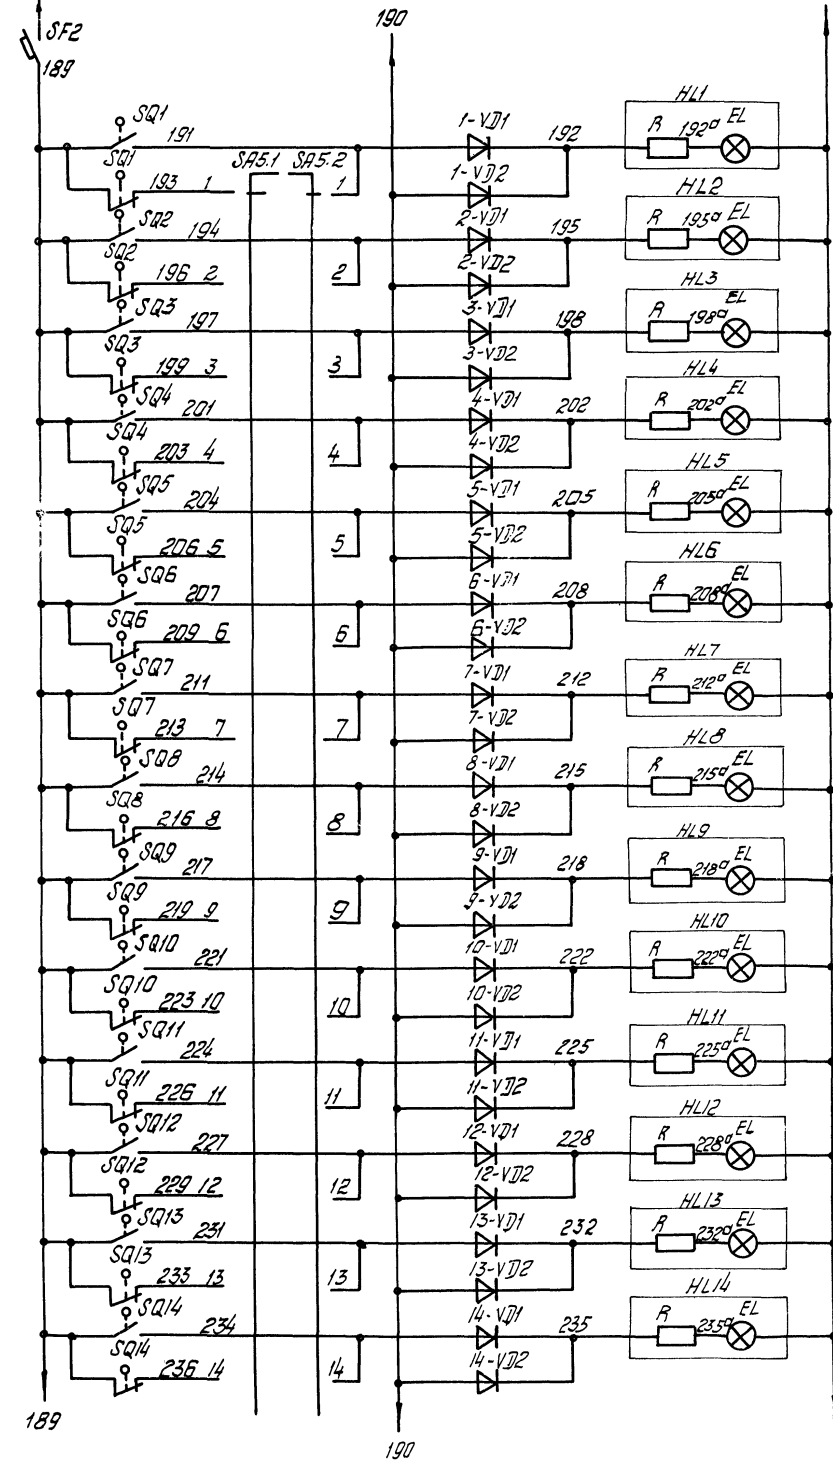 SF2
190
189
SQ1 1-VD1 192 HL1
191 R 192a EL
SQ1 SA5.1 SA5.2 1-VD2
193 1 1 HL2
SQ2 2-VD1 195 R 195a EL
194
SQ2 2-VD2
196 2 2 HL3
SQ3 3-VD1 198 R 198a EL
197
SQ3 3-VD2
199 3 3 HL4
SQ4 4-VD1 202 R 202a EL
201
SQ4 4-VD2
203 4 4 HL5
SQ5 5-VD1 205 R 205a EL
204
SQ5 5-VD2
206 5 5 HL6
SQ6 6-VD1 208 R 208a EL
207
SQ6 6-VD2
209 6 6 HL7
SQ7 7-VD1 212 R 212a EL
211
SQ7 7-VD2
213 7 7 HL8
SQ8 8-VD1 215 R 215a EL
214
SQ8 8-VD2
216 8 8 HL9
SQ9 9-VD1 218 R 218a EL
217
SQ9 9-VD2
219 9 9 HL10
SQ10 10-VD1 222 R 222a EL
221
SQ10 10-VD2
223 10 10 HL11
SQ11 11-VD1 225 R 225a EL
224
SQ11 11-VD2
226 11 11 HL12
SQ12 12-VD1 228 R 228a EL
227
SQ12 12-VD2
229 12 12 HL13
SQ13 13-VD1 232 R 232a EL
231
SQ13 13-VD2
233 13 13 HL14
SQ14 14-VD1 235 R 235a EL
234
SQ14 14-VD2
236 14 14
189
190